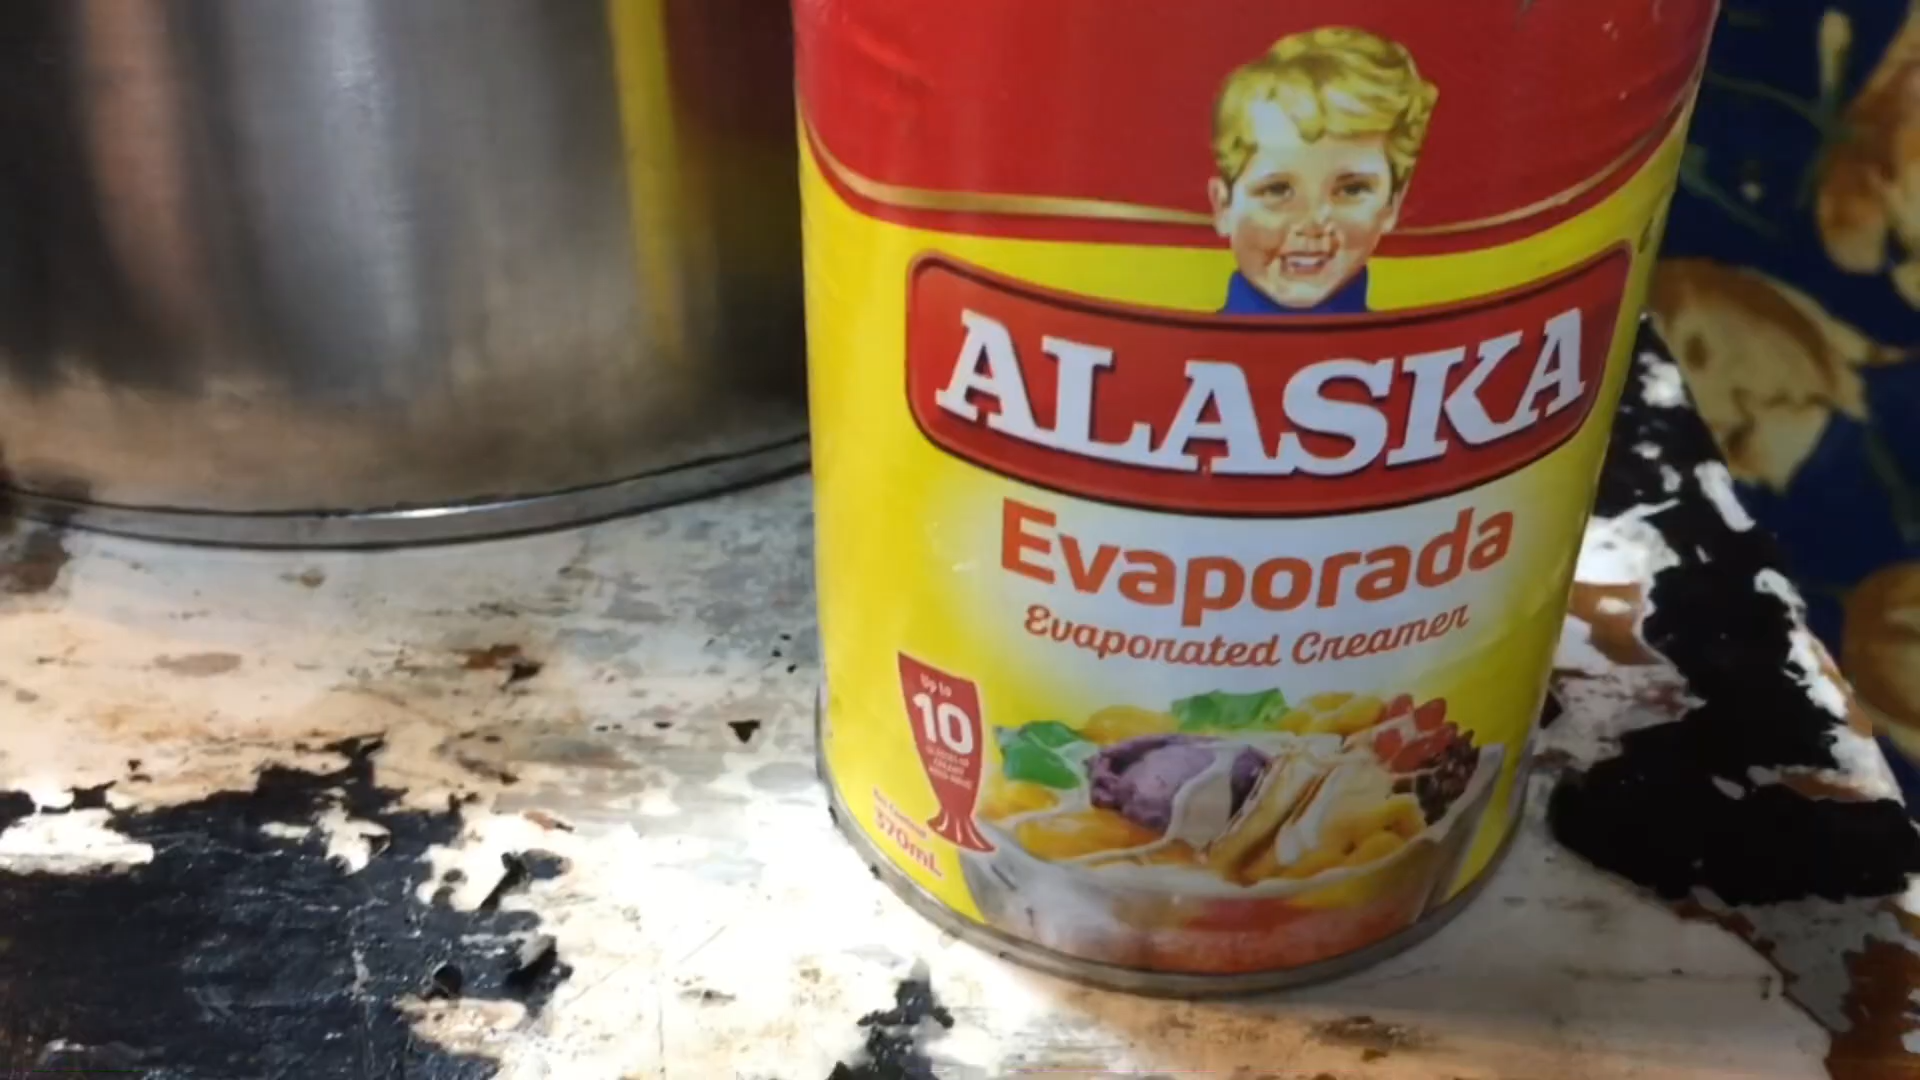 ALASKA
Evaporada
Evaporated Creamer
Up to
10
370mL